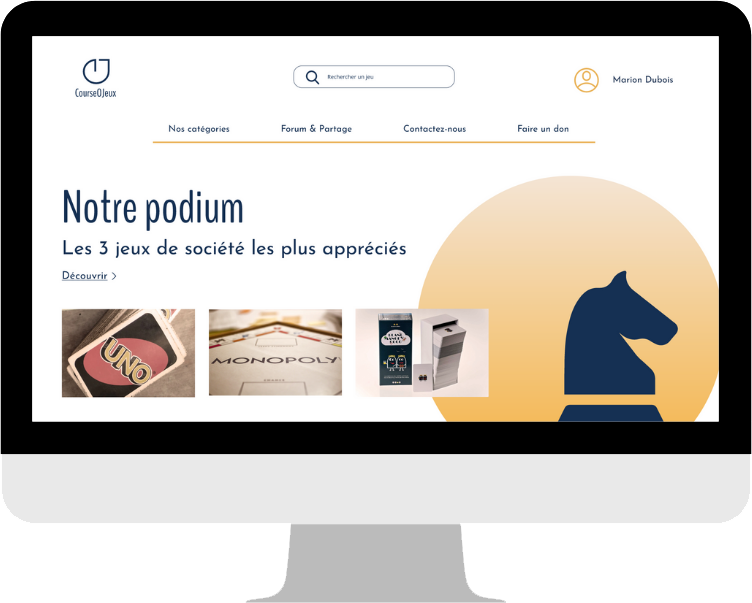 CourseOJeux
Rechercher un jeu
Marion Dubois
Nos catégories
Forum & Partage
Contactez-nous
Faire un don
Notre podium
Les 3 jeux de société les plus appréciés
Découvrir
UNO
MONOPOLY